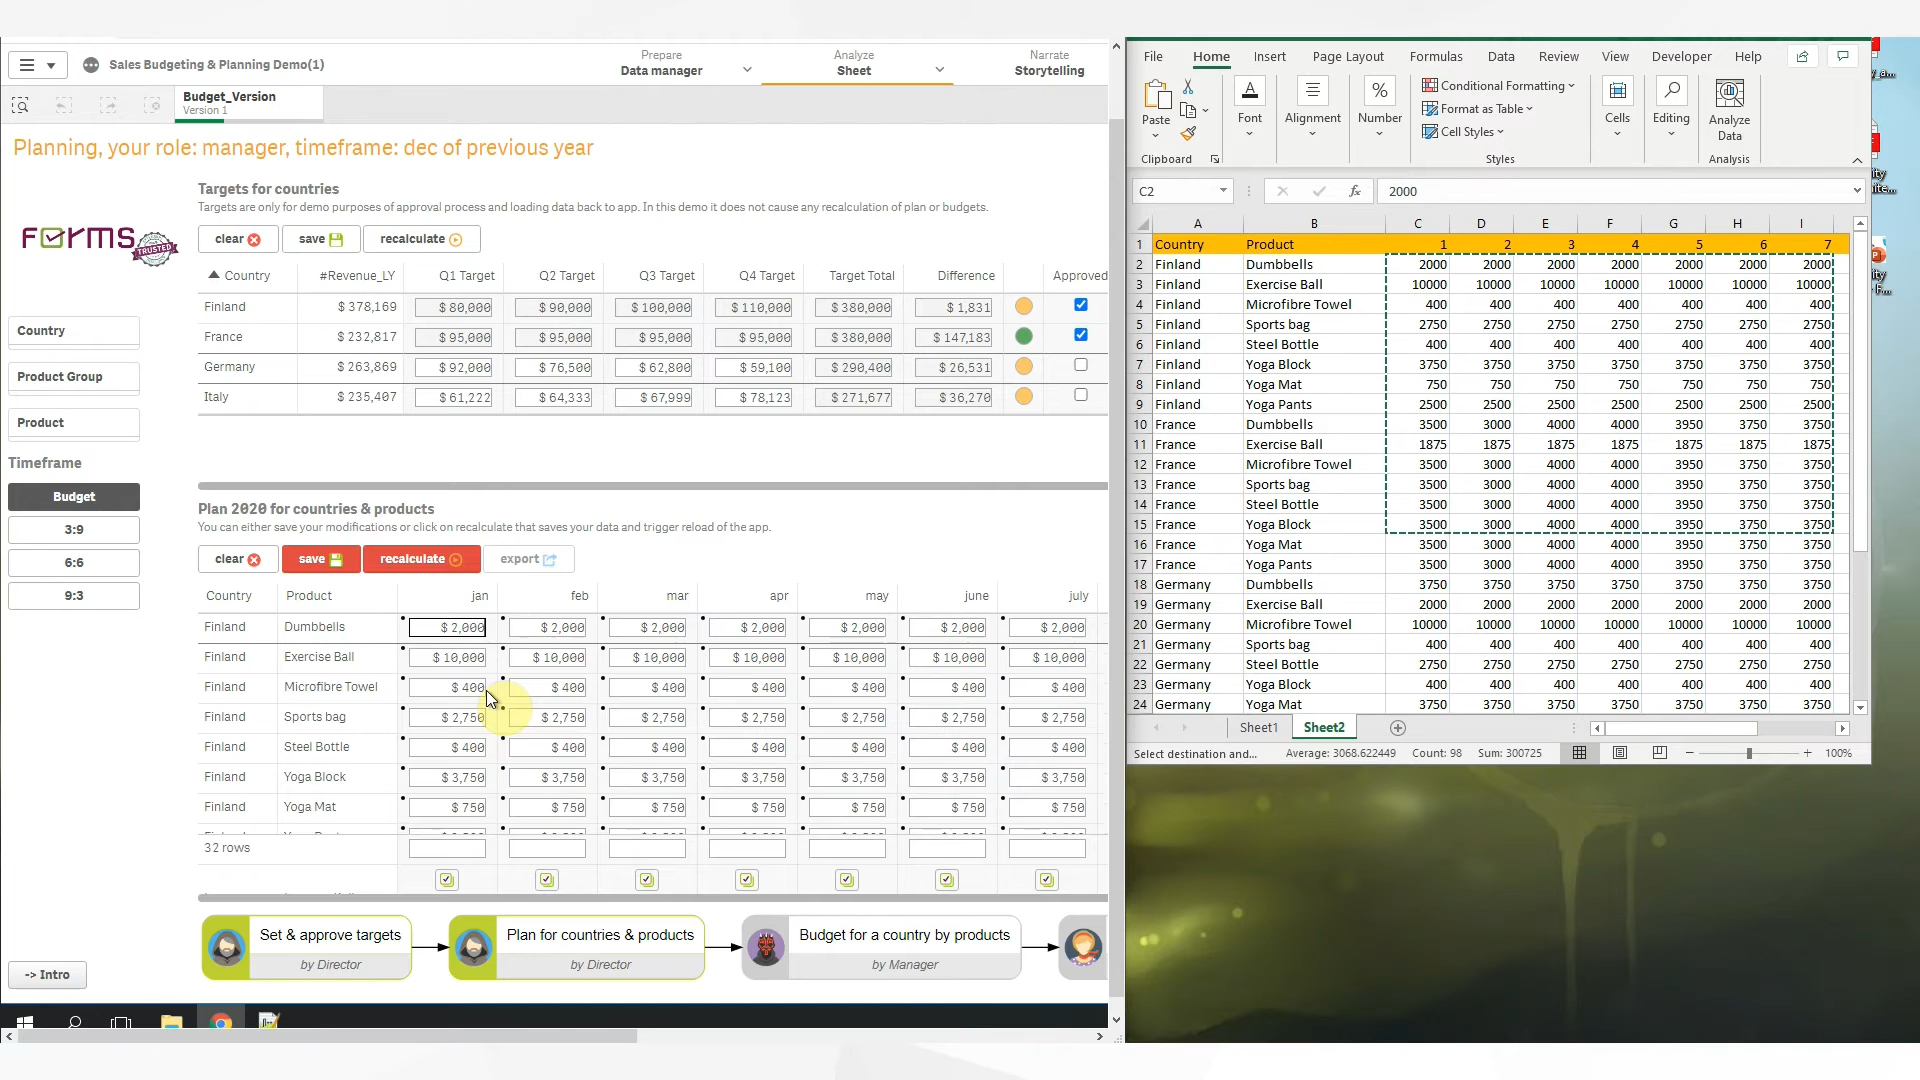 Sales Budgeting & Planning Demo(1)
Prepare
Data manager
Analyze
Sheet
Narrate
Storytelling
Budget_Version
Version 1
Planning, your role: manager, timeframe: dec of previous year
FORMS
TRUSTED
Country
Product Group
Product
Timeframe
Budget
3:9
6:6
9:3
-> Intro
Targets for countries
Targets are only for demo purposes of approval process and loading data back to app. In this demo it does not cause any recalculation of plan or budgets.
clear save recalculate
Country #Revenue_LY Q1 Target Q2 Target Q3 Target Q4 Target Target Total Difference Approved
Finland $ 378,169 $ 80,000 $ 90,000 $ 100,000 $ 110,000 $ 380,000 $ 1,831
France $ 232,817 $ 95,000 $ 95,000 $ 95,000 $ 95,000 $ 380,000 $ 147,183
Germany $ 263,869 $ 92,000 $ 76,500 $ 62,800 $ 59,100 $ 290,400 $ 26,531
Italy $ 235,407 $ 61,222 $ 64,333 $ 67,999 $ 78,123 $ 271,677 $ 36,270
Plan 2020 for countries & products
You can either save your modifications or click on recalculate that saves your data and trigger reload of the app.
clear save recalculate export
Country Product jan feb mar apr may june july
Finland Dumbbells $ 2,000 $ 2,000 $ 2,000 $ 2,000 $ 2,000 $ 2,000 $ 2,000
Finland Exercise Ball $ 10,000 $ 10,000 $ 10,000 $ 10,000 $ 10,000 $ 10,000 $ 10,000
Finland Microfibre Towel $ 400 $ 400 $ 400 $ 400 $ 400 $ 400 $ 400
Finland Sports bag $ 2,750 $ 2,750 $ 2,750 $ 2,750 $ 2,750 $ 2,750 $ 2,750
Finland Steel Bottle $ 400 $ 400 $ 400 $ 400 $ 400 $ 400 $ 400
Finland Yoga Block $ 3,750 $ 3,750 $ 3,750 $ 3,750 $ 3,750 $ 3,750 $ 3,750
Finland Yoga Mat $ 750 $ 750 $ 750 $ 750 $ 750 $ 750 $ 750
32 rows
Set & approve targets
by Director
Plan for countries & products
by Director
Budget for a country by products
by Manager
File Home Insert Page Layout Formulas Data Review View Developer Help
Paste
Font
Alignment
Number
Conditional Formatting
Format as Table
Cell Styles
Cells
Editing
Analyze
Data
Clipboard
Styles
Analysis
C2 fx 2000
A B C D E F G H I
1 Country Product 1 2 3 4 5 6 7
2 Finland Dumbbells 2000 2000 2000 2000 2000 2000 2000
3 Finland Exercise Ball 10000 10000 10000 10000 10000 10000 10000
4 Finland Microfibre Towel 400 400 400 400 400 400 400
5 Finland Sports bag 2750 2750 2750 2750 2750 2750 2750
6 Finland Steel Bottle 400 400 400 400 400 400 400
7 Finland Yoga Block 3750 3750 3750 3750 3750 3750 3750
8 Finland Yoga Mat 750 750 750 750 750 750 750
9 Finland Yoga Pants 2500 2500 2500 2500 2500 2500 2500
10 France Dumbbells 3500 3000 4000 4000 3950 3750 3750
11 France Exercise Ball 1875 1875 1875 1875 1875 1875 1875
12 France Microfibre Towel 3500 3000 4000 4000 3950 3750 3750
13 France Sports bag 3500 3000 4000 4000 3950 3750 3750
14 France Steel Bottle 3500 3000 4000 4000 3950 3750 3750
15 France Yoga Block 3500 3000 4000 4000 3950 3750 3750
16 France Yoga Mat 3500 3000 4000 4000 3950 3750 3750
17 France Yoga Pants 3500 3000 4000 4000 3950 3750 3750
18 Germany Dumbbells 3750 3750 3750 3750 3750 3750 3750
19 Germany Exercise Ball 2000 2000 2000 2000 2000 2000 2000
20 Germany Microfibre Towel 10000 10000 10000 10000 10000 10000 10000
21 Germany Sports bag 400 400 400 400 400 400 400
22 Germany Steel Bottle 2750 2750 2750 2750 2750 2750 2750
23 Germany Yoga Block 400 400 400 400 400 400 400
24 Germany Yoga Mat 3750 3750 3750 3750 3750 3750 3750
Sheet1 Sheet2
Select destination and... Average: 3068.622449 Count: 98 Sum: 300725 100%